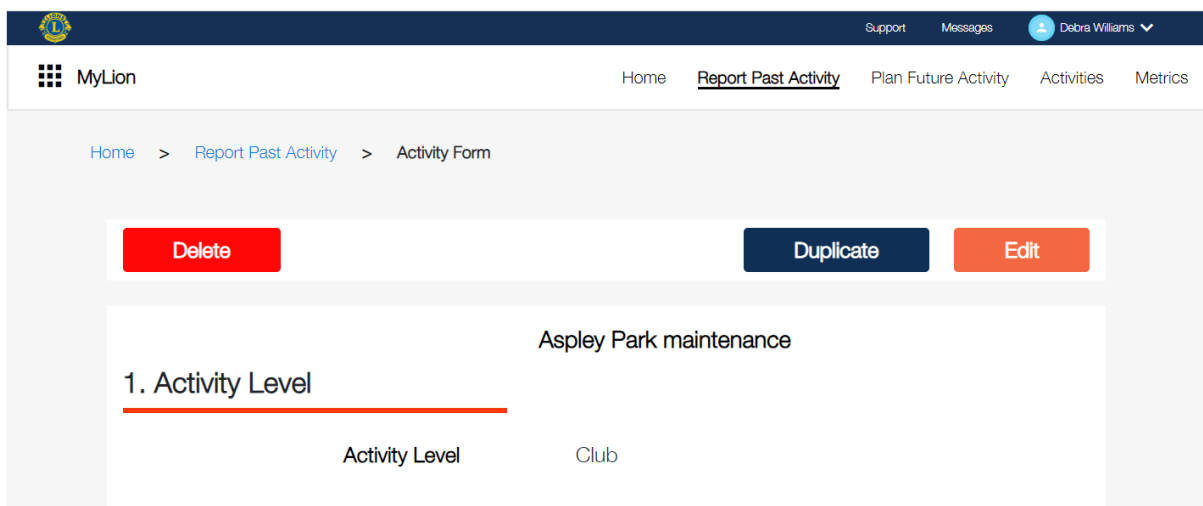 Support Messages Debra Williams
MyLion Home Report Past Activity Plan Future Activity Activities Metrics
Home > Report Past Activity > Activity Form
Delete Duplicate Edit
Aspley Park maintenance
1. Activity Level
Activity Level Club